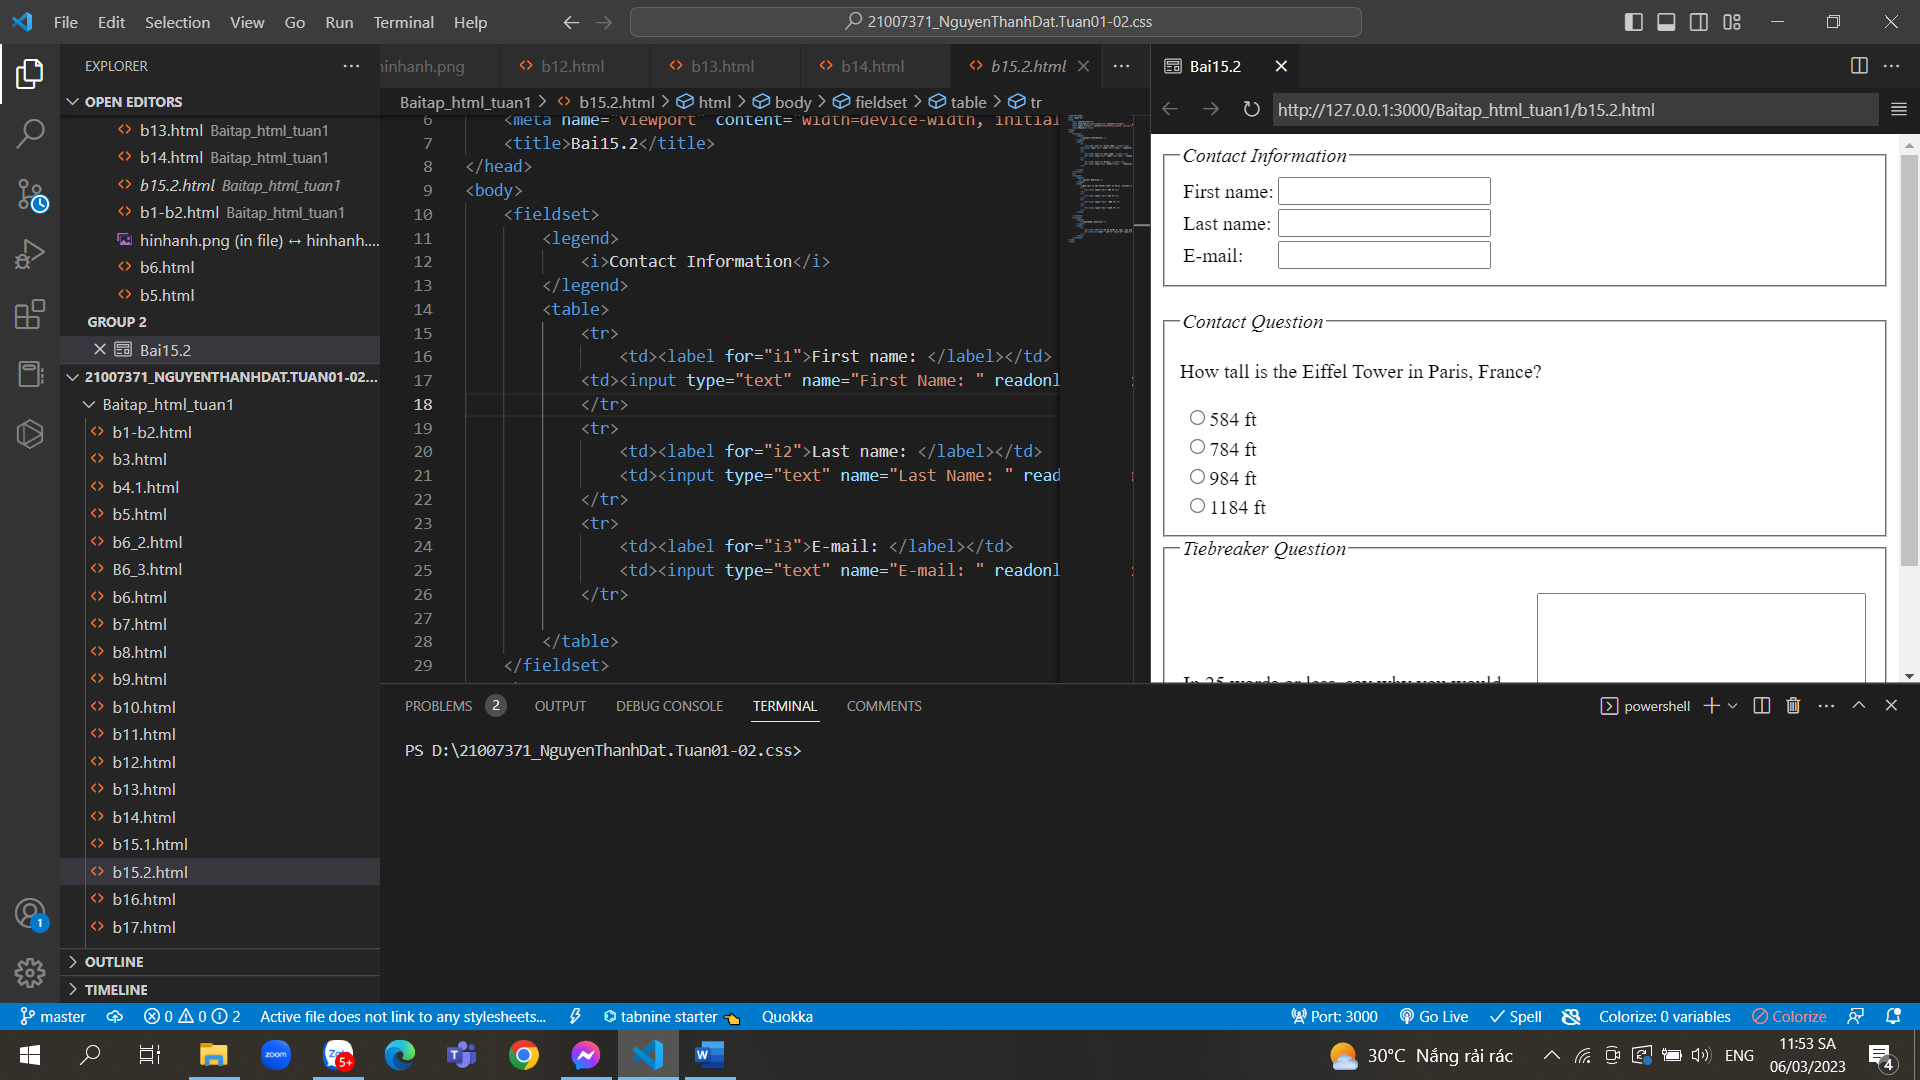 File Edit Selection View Go Run Terminal Help
21007371_NguyenThanhDat.Tuan01-02.css
EXPLORER
OPEN EDITORS
b13.html Baitap_html_tuan1
b14.html Baitap_html_tuan1
b15.2.html Baitap_html_tuan1
b1-b2.html Baitap_html_tuan1
hinhanh.png (in file) ↔ hinhanh....
b6.html
b5.html
GROUP 2
Bai15.2
21007371_NGUYENTHANHDAT.TUAN01-02...
Baitap_html_tuan1
b1-b2.html
b3.html
b4.1.html
b5.html
b6_2.html
B6_3.html
b6.html
b7.html
b8.html
b9.html
b10.html
b11.html
b12.html
b13.html
b14.html
b15.1.html
b15.2.html
b16.html
b17.html
OUTLINE
TIMELINE
hinhanh.png b12.html b13.html b14.html b15.2.html
Baitap_html_tuan1 > b15.2.html > html > body > fieldset > table > tr
6 <meta name="viewport" content="width=device-width, initial
7 <title>Bai15.2</title>
8 </head>
9 <body>
10 <fieldset>
11 <legend>
12 <i>Contact Information</i>
13 </legend>
14 <table>
15 <tr>
16 <td><label for="i1">First name: </label></td>
17 <td><input type="text" name="First Name: " readonl
18 </tr>
19 <tr>
20 <td><label for="i2">Last name: </label></td>
21 <td><input type="text" name="Last Name: " read
22 </tr>
23 <tr>
24 <td><label for="i3">E-mail: </label></td>
25 <td><input type="text" name="E-mail: " readonl
26 </tr>
27
28 </table>
29 </fieldset>
Bai15.2
http://127.0.0.1:3000/Baitap_html_tuan1/b15.2.html
Contact Information
First name:
Last name:
E-mail:
Contact Question
How tall is the Eiffel Tower in Paris, France?
584 ft
784 ft
984 ft
1184 ft
Tiebreaker Question
In 25 words or less, say why you would
PROBLEMS 2 OUTPUT DEBUG CONSOLE TERMINAL COMMENTS
powershell
PS D:\21007371_NguyenThanhDat.Tuan01-02.css>
1
master 0 0 2 Active file does not link to any stylesheets... tabnine starter Quokka
Port: 3000 Go Live Spell Colorize: 0 variables Colorize
zoom
5+
30°C Nắng rải rác
ENG
11:53 SA
06/03/2023
4